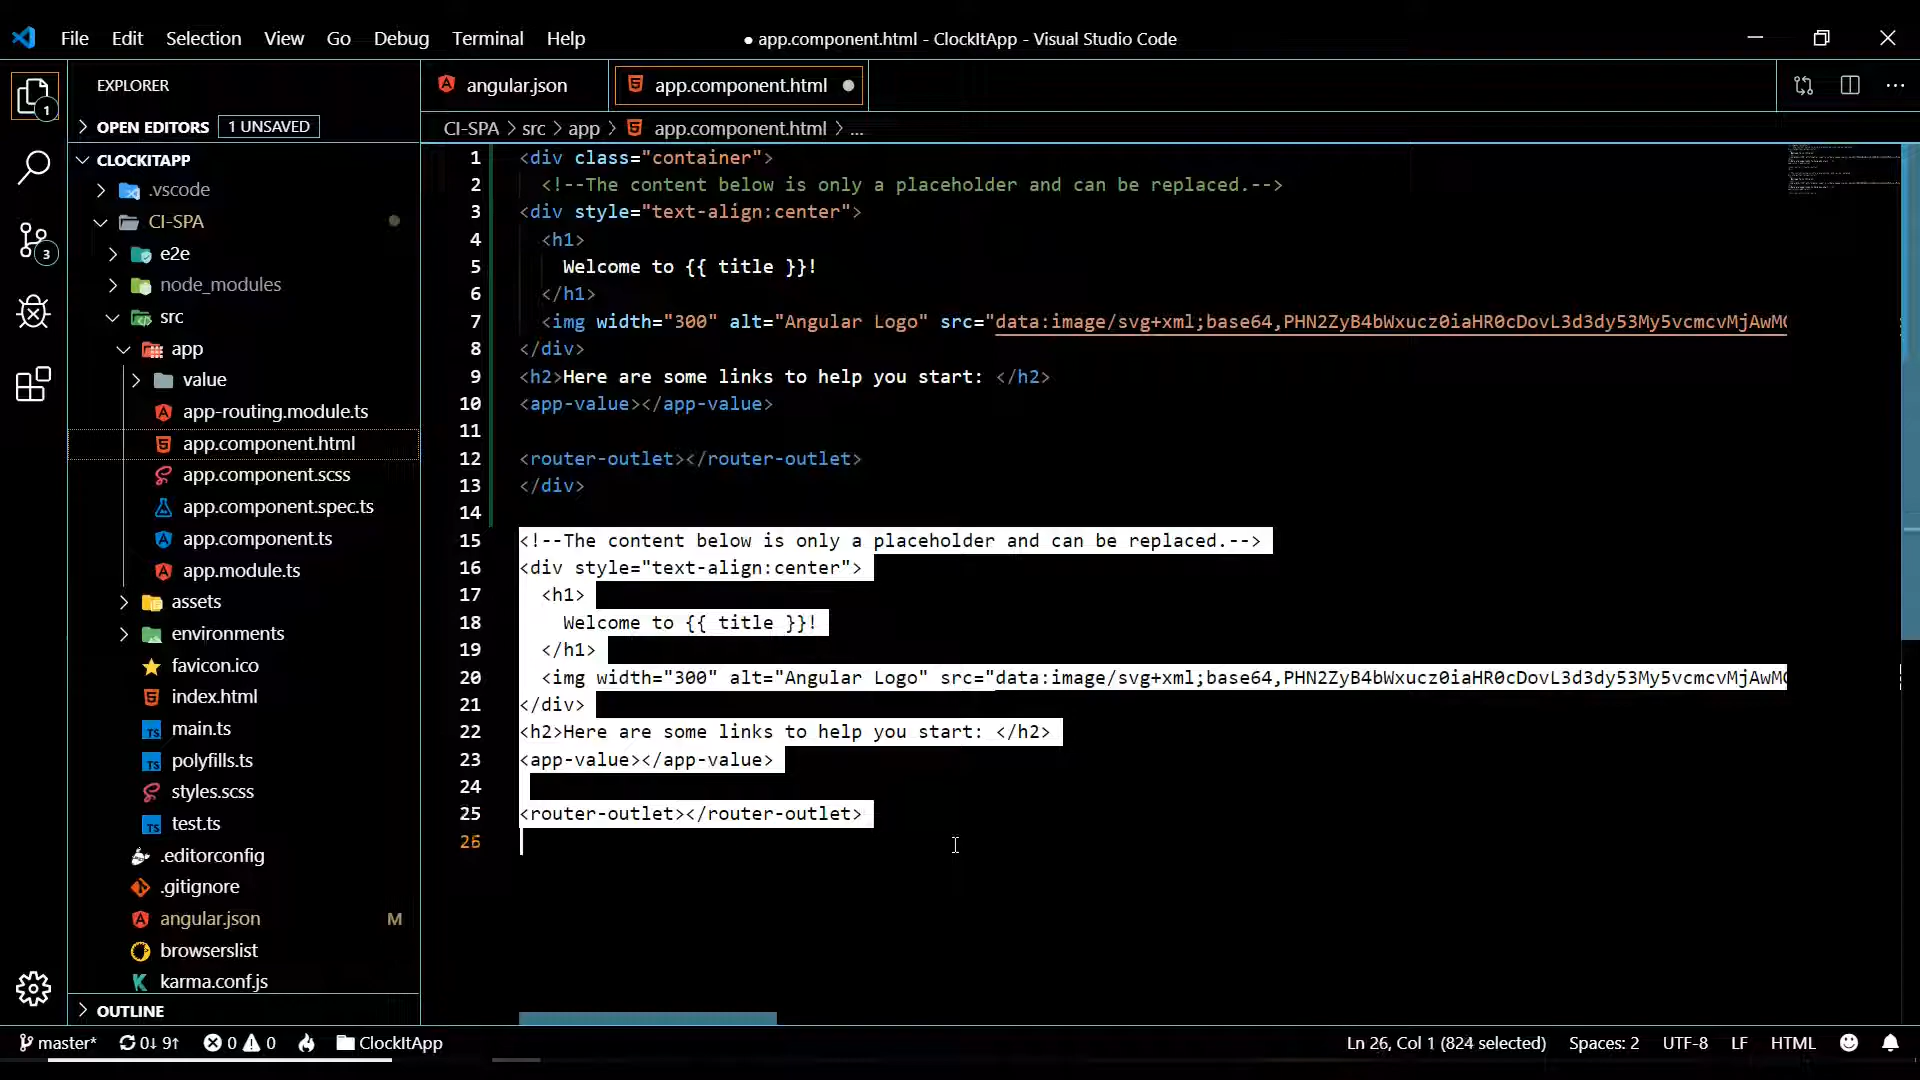 File Edit Selection View Go Debug Terminal Help
● app.component.html - ClockItApp - Visual Studio Code
EXPLORER
angular.json
app.component.html
1
OPEN EDITORS 1 UNSAVED
CI-SPA > src > app > app.component.html > ...
CLOCKITAPP
.vscode
CI-SPA
3
e2e
node_modules
src
app
value
app-routing.module.ts
app.component.html
app.component.scss
app.component.spec.ts
app.component.ts
app.module.ts
assets
environments
favicon.ico
index.html
main.ts
polyfills.ts
styles.scss
test.ts
.editorconfig
.gitignore
angular.json M
browserslist
karma.conf.js
OUTLINE
1 <div class="container">
2 <!--The content below is only a placeholder and can be replaced.-->
3 <div style="text-align:center">
4 <h1>
5 Welcome to {{ title }}!
6 </h1>
7 <img width="300" alt="Angular Logo" src="data:image/svg+xml;base64,PHN2ZyB4bWxucz0iaHR0cDovL3d3dy53My5vcmcvMjAwMC
8 </div>
9 <h2>Here are some links to help you start: </h2>
10 <app-value></app-value>
11
12 <router-outlet></router-outlet>
13 </div>
14
15 <!--The content below is only a placeholder and can be replaced.-->
16 <div style="text-align:center">
17 <h1>
18 Welcome to {{ title }}!
19 </h1>
20 <img width="300" alt="Angular Logo" src="data:image/svg+xml;base64,PHN2ZyB4bWxucz0iaHR0cDovL3d3dy53My5vcmcvMjAwMC
21 </div>
22 <h2>Here are some links to help you start: </h2>
23 <app-value></app-value>
24
25 <router-outlet></router-outlet>
26
master* 0↓ 9↑ 0 0 ClockItApp
Ln 26, Col 1 (824 selected) Spaces: 2 UTF-8 LF HTML